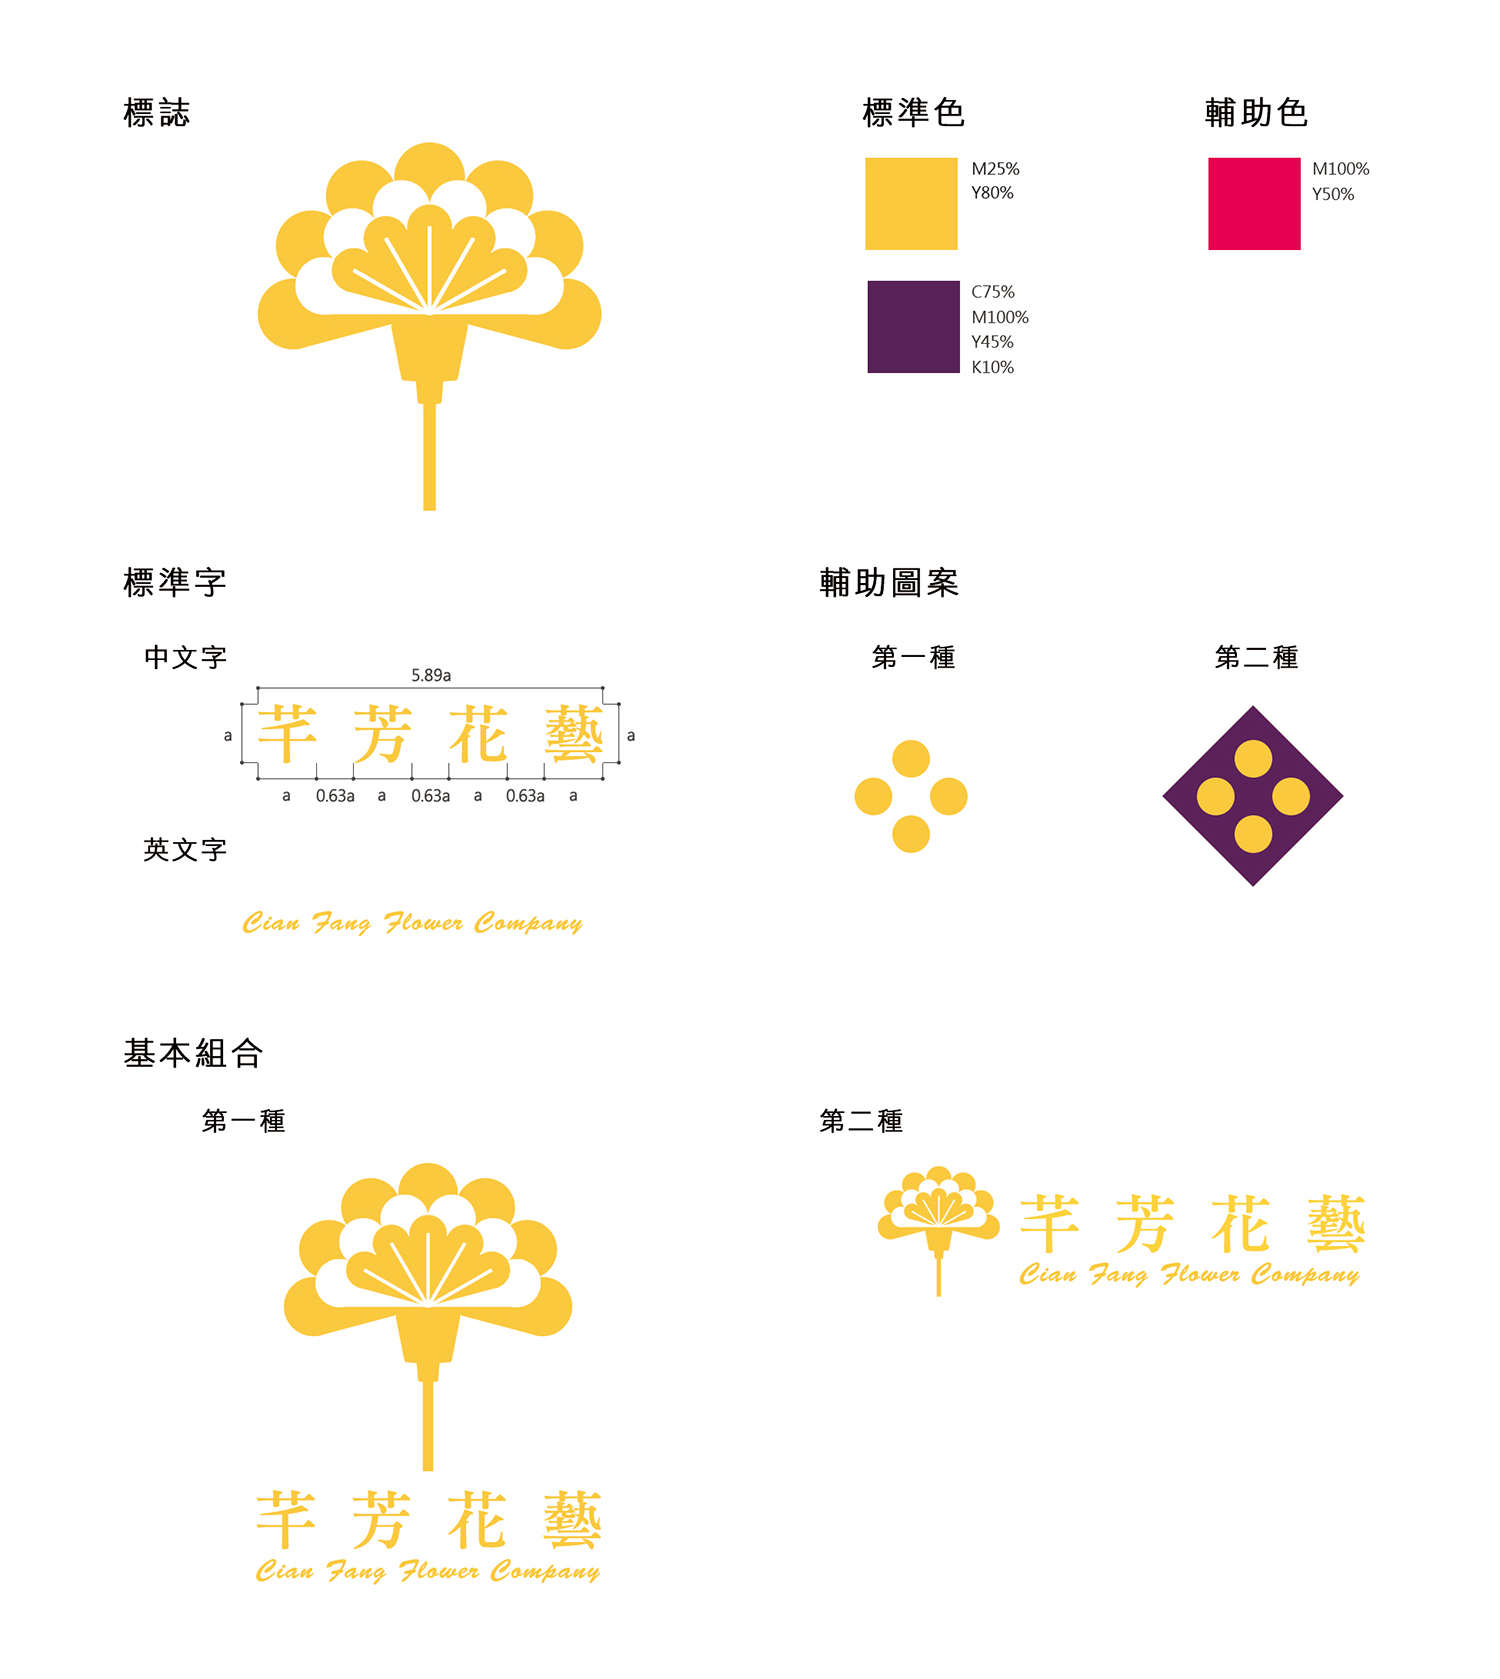 標誌
標準色
輔助色
M25%
Y80%
M100%
Y50%
C75%
M100%
Y45%
K10%
標準字
輔助圖案
中文字
第一種
第二種
5.89a
a
芊芳花藝
a
a 0.63a a 0.63a a 0.63a a
英文字
Cian Fang Flower Company
基本組合
第一種
第二種
芊芳花藝
Cian Fang Flower Company
芊芳花藝
Cian Fang Flower Company